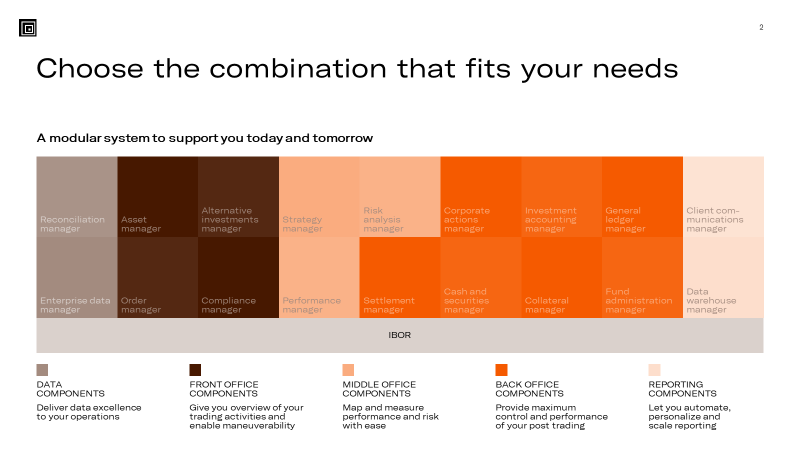 2
Choose the combination that fits your needs
A modular system to support you today and tomorrow
Reconciliation
manager
Asset
manager
Alternative
investments
manager
Strategy
manager
Risk
analysis
manager
Corporate
actions
manager
Investment
accounting
manager
General
ledger
manager
Client com-
munications
manager
Enterprise data
manager
Order
manager
Compliance
manager
Performance
manager
Settlement
manager
Cash and
securities
manager
Collateral
manager
Fund
administration
manager
Data
warehouse
manager
IBOR
DATA
COMPONENTS
Deliver data excellence
to your operations
FRONT OFFICE
COMPONENTS
Give you overview of your
trading activities and
enable maneuverability
MIDDLE OFFICE
COMPONENTS
Map and measure
performance and risk
with ease
BACK OFFICE
COMPONENTS
Provide maximum
control and performance
of your post trading
REPORTING
COMPONENTS
Let you automate,
personalize and
scale reporting